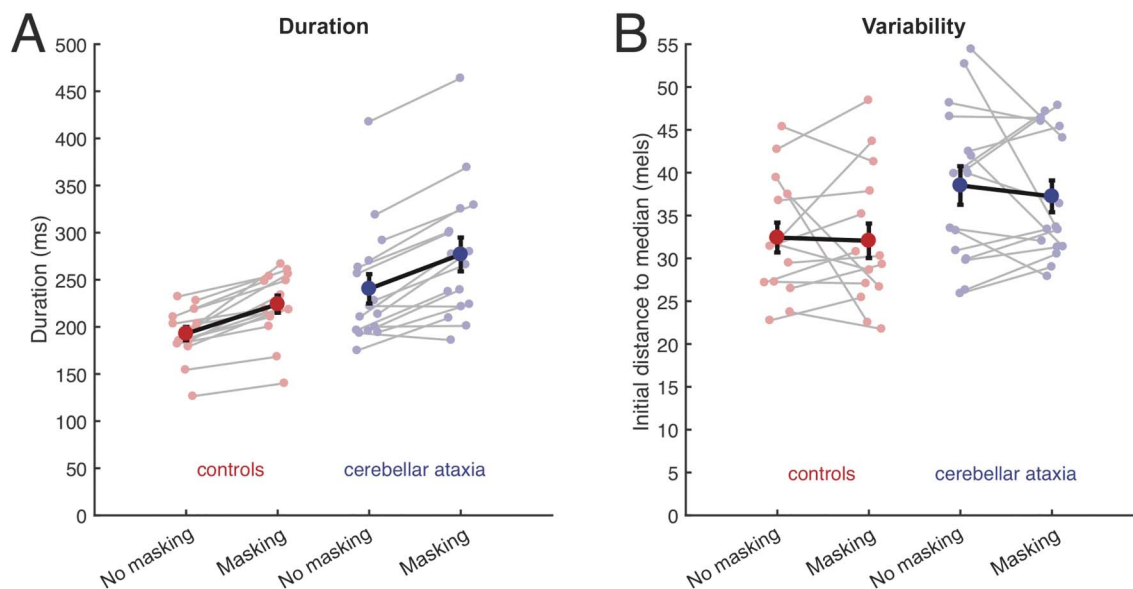 A
Duration
Duration (ms)
500
450
400
350
300
250
200
150
100
50
0
controls
cerebellar ataxia
No masking
Masking
No masking
Masking
B
Variability
Initial distance to median (mels)
55
50
45
40
35
30
25
20
15
10
5
0
controls
cerebellar ataxia
No masking
Masking
No masking
Masking